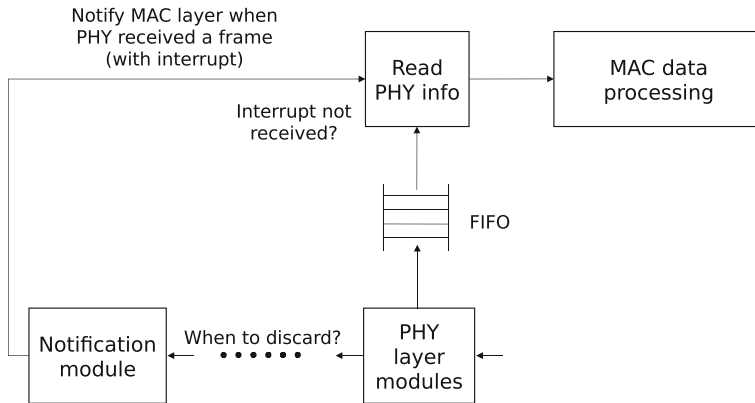 Notify MAC layer when
PHY received a frame
(with interrupt)
Read
PHY info
MAC data
processing
Interrupt not
received?
FIFO
Notification
module
When to discard?
PHY
layer
modules